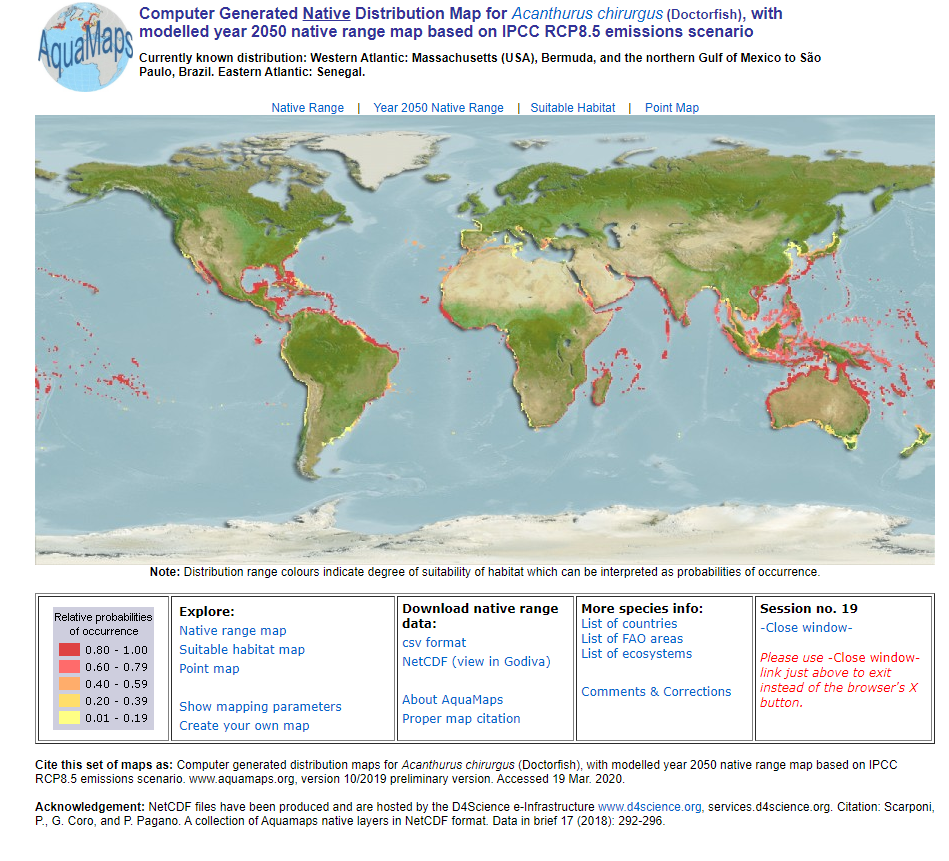 AquaMaps
Computer Generated Native Distribution Map for Acanthurus chirurgus (Doctorfish), with
modelled year 2050 native range map based on IPCC RCP8.5 emissions scenario
Currently known distribution: Western Atlantic: Massachusetts (USA), Bermuda, and the northern Gulf of Mexico to São
Paulo, Brazil. Eastern Atlantic: Senegal.
Native Range | Year 2050 Native Range | Suitable Habitat | Point Map
Note: Distribution range colours indicate degree of suitability of habitat which can be interpreted as probabilities of occurrence.
Relative probabilities
of occurrence
0.80 - 1.00
0.60 - 0.79
0.40 - 0.59
0.20 - 0.39
0.01 - 0.19
Explore:
Native range map
Suitable habitat map
Point map
Show mapping parameters
Create your own map
Download native range
data:
csv format
NetCDF (view in Godiva)
About AquaMaps
Proper map citation
More species info:
List of countries
List of FAO areas
List of ecosystems
Comments & Corrections
Session no. 19
-Close window-
Please use -Close window-
link just above to exit
instead of the browser's X
button.
Cite this set of maps as: Computer generated distribution maps for Acanthurus chirurgus (Doctorfish), with modelled year 2050 native range map based on IPCC
RCP8.5 emissions scenario. www.aquamaps.org, version 10/2019 preliminary version. Accessed 19 Mar. 2020.
Acknowledgement: NetCDF files have been produced and are hosted by the D4Science e-Infrastructure www.d4science.org, services.d4science.org. Citation: Scarponi,
P., G. Coro, and P. Pagano. A collection of Aquamaps native layers in NetCDF format. Data in brief 17 (2018): 292-296.